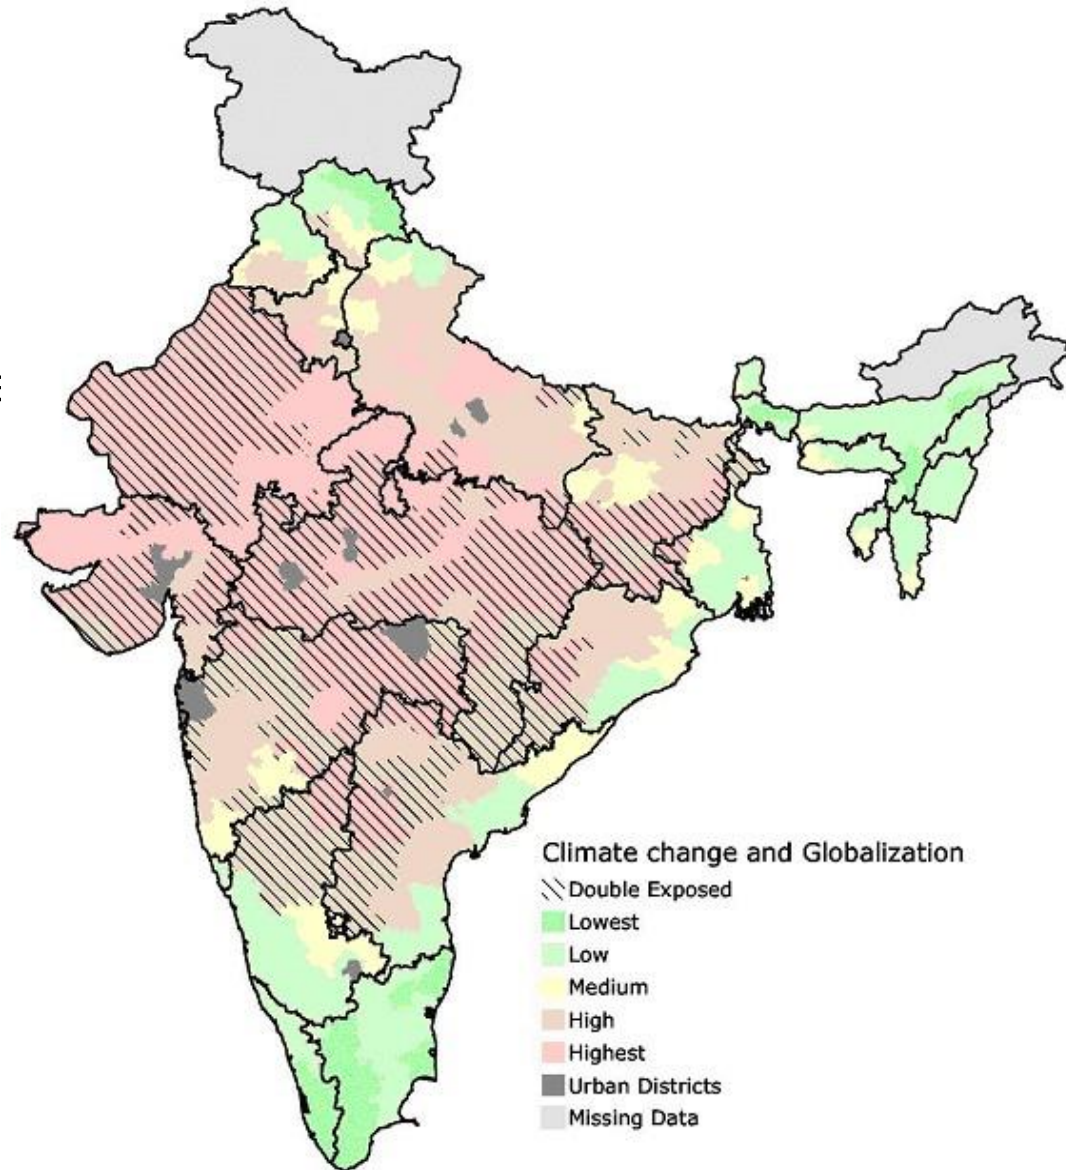 Climate change and Globalization
Double Exposed
Lowest
Low
Medium
High
Highest
Urban Districts
Missing Data